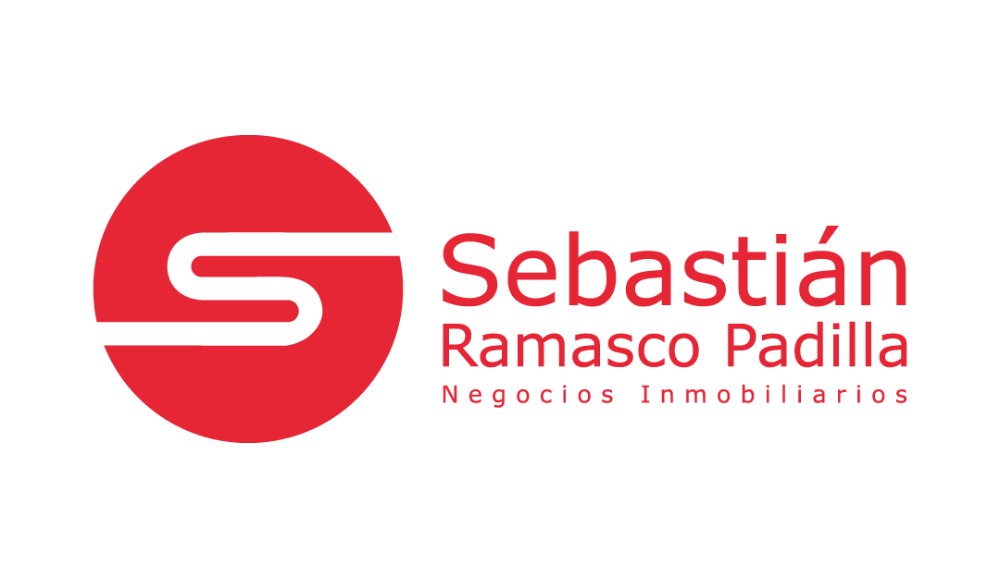 Sebastián
Ramasco Padilla
Negocios Inmobiliarios